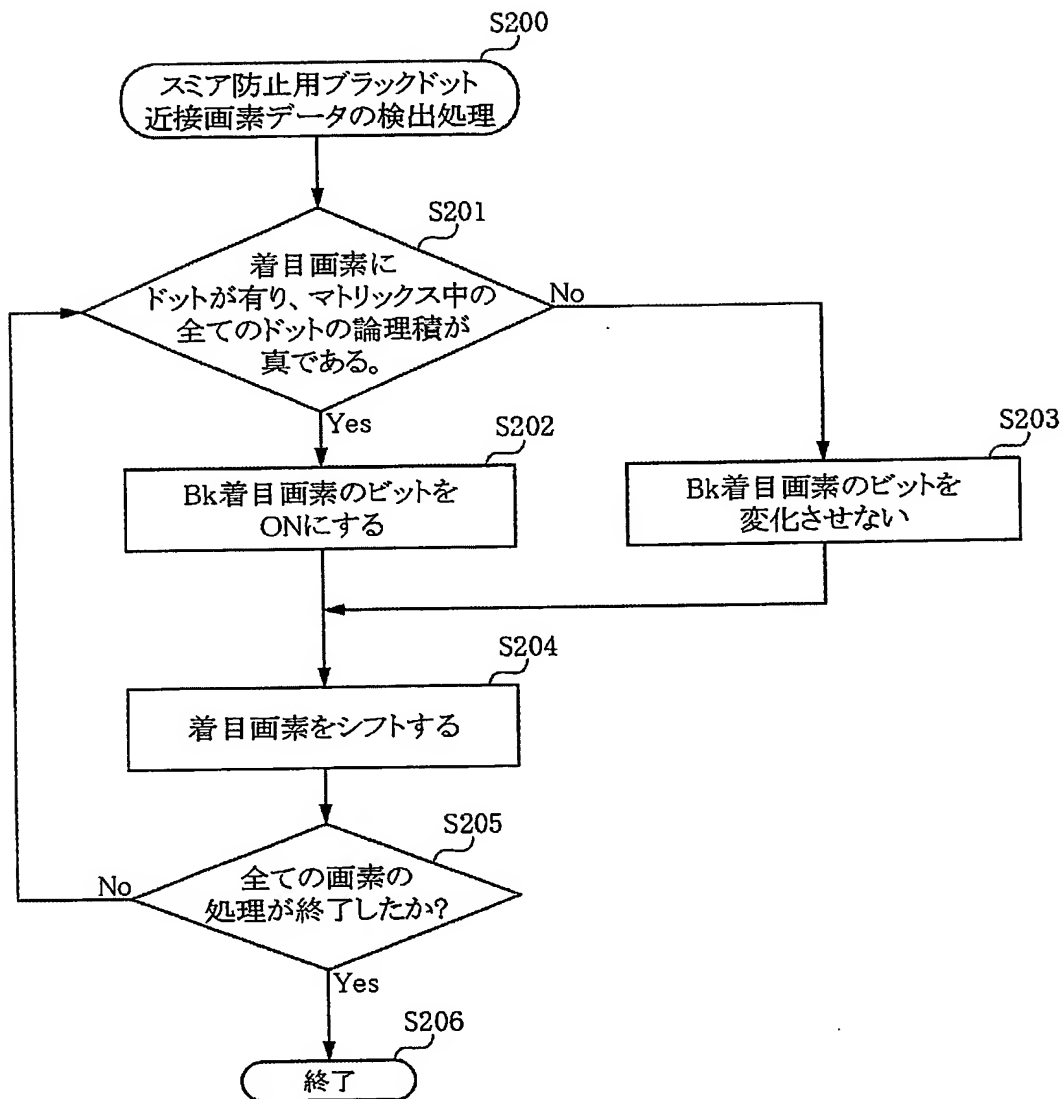 S200
スミア防止用ブラックドット
近接画素データの検出処理
S201
着目画素に
ドットが有り、マトリックス中の
全てのドットの論理積が
真である。
No
Yes
S202
Bk着目画素のビットを
ONにする
S203
Bk着目画素のビットを
変化させない
S204
着目画素をシフトする
S205
全ての画素の
処理が終了したか?
No
Yes
S206
終了